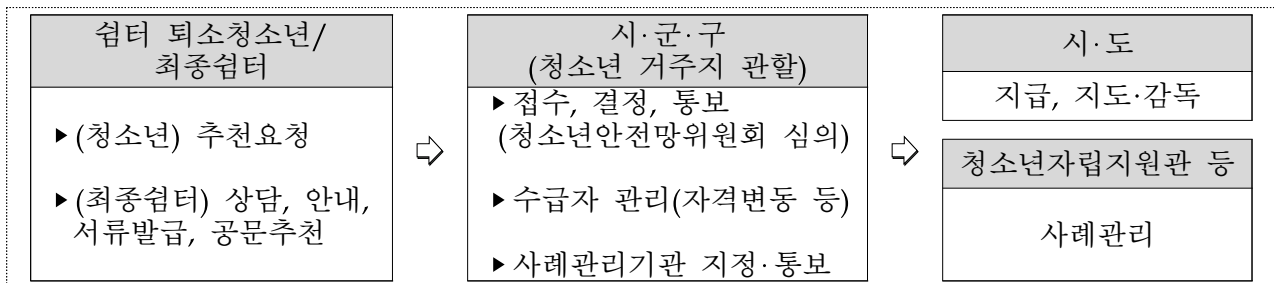 쉼터 퇴소청소년/
최종쉼터
▶(청소년) 추천요청
▶(최종쉼터) 상담, 안내,
서류발급, 공문추천
⇨
시·군·구
(청소년 거주지 관할)
▶접수, 결정, 통보
(청소년안전망위원회 심의)
▶수급자 관리(자격변동 등)
▶사례관리기관 지정·통보
⇨
시·도
지급, 지도·감독
청소년자립지원관 등
사례관리